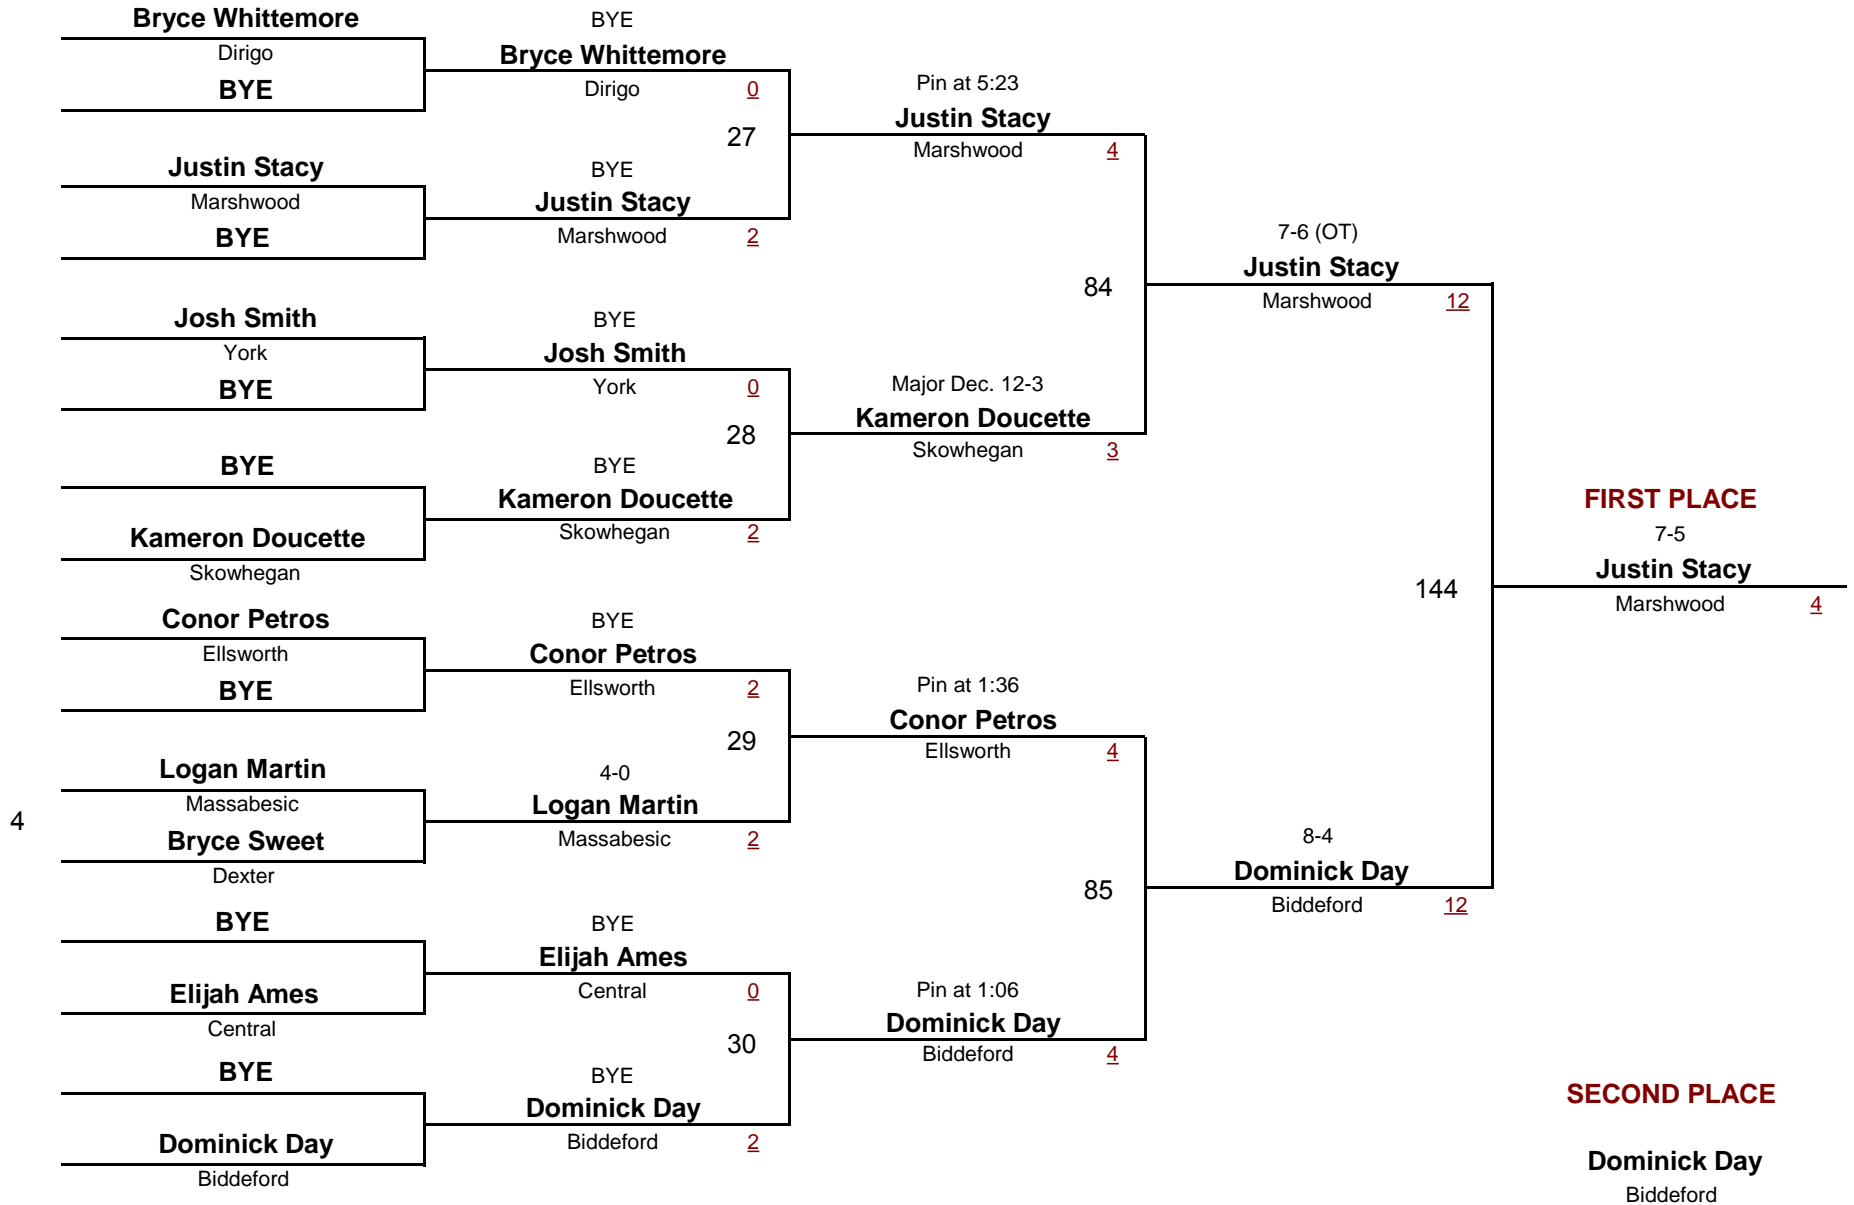 Bryce Whittemore
Dirigo
BYE
Justin Stacy
Marshwood
BYE
Josh Smith
York
BYE
BYE
Kameron Doucette
Skowhegan
Conor Petros
Ellsworth
BYE
Logan Martin
Massabesic
4
Bryce Sweet
Dexter
BYE
Elijah Ames
Central
BYE
Dominick Day
Biddeford
BYE
Bryce Whittemore
Dirigo 0
27
BYE
Justin Stacy
Marshwood 2
BYE
Josh Smith
York 0
28
BYE
Kameron Doucette
Skowhegan 2
BYE
Conor Petros
Ellsworth 2
29
4-0
Logan Martin
Massabesic 2
BYE
Elijah Ames
Central 0
30
BYE
Dominick Day
Biddeford 2
Pin at 5:23
Justin Stacy
Marshwood 4
84
Major Dec. 12-3
Kameron Doucette
Skowhegan 3
Pin at 1:36
Conor Petros
Ellsworth 4
85
Pin at 1:06
Dominick Day
Biddeford 4
7-6 (OT)
Justin Stacy
Marshwood 12
144
8-4
Dominick Day
Biddeford 12
FIRST PLACE
7-5
Justin Stacy
Marshwood 4
SECOND PLACE
Dominick Day
Biddeford